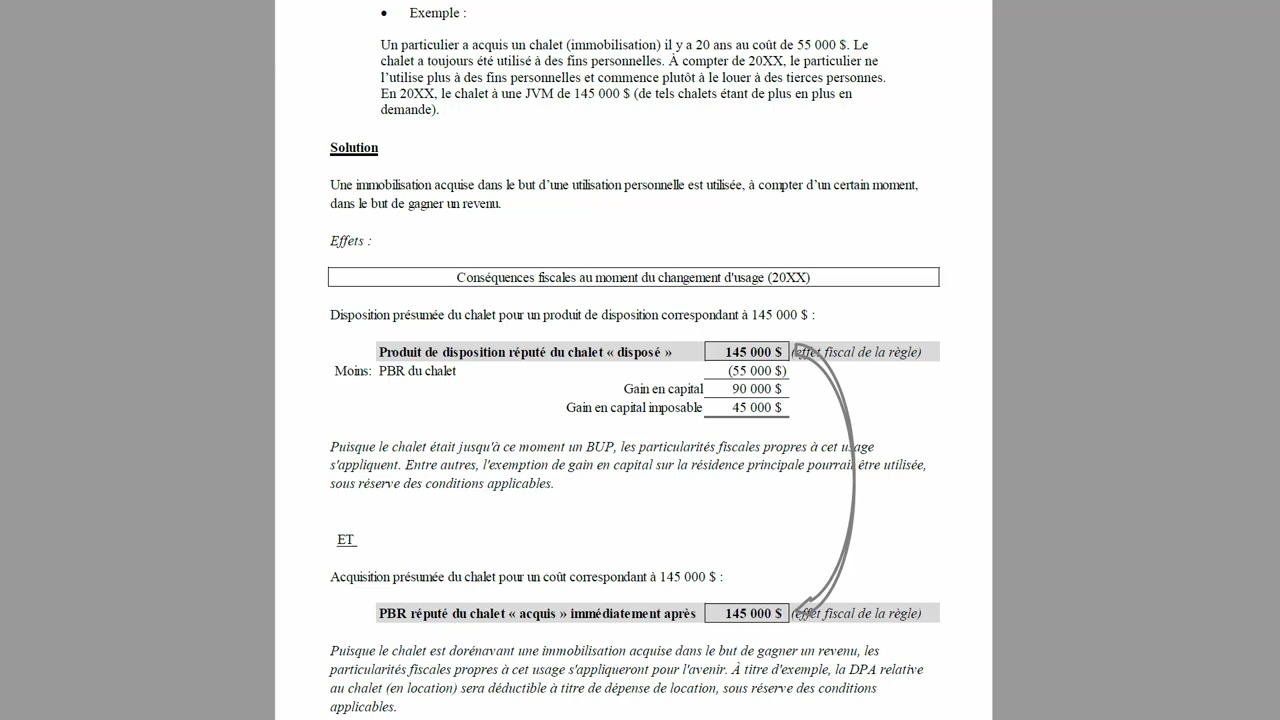 • Exemple :
Un particulier a acquis un chalet (immobilisation) il y a 20 ans au coût de 55 000 $. Le
chalet a toujours été utilisé à des fins personnelles. À compter de 20XX, le particulier ne
l'utilise plus à des fins personnelles et commence plutôt à le louer à des tierces personnes.
En 20XX, le chalet à une JVM de 145 000 $ (de tels chalets étant de plus en plus en
demande).
Solution
Une immobilisation acquise dans le but d'une utilisation personnelle est utilisée, à compter d'un certain moment,
dans le but de gagner un revenu.
Effets :
Conséquences fiscales au moment du changement d'usage (20XX)
Disposition présumée du chalet pour un produit de disposition correspondant à 145 000 $ :
Produit de disposition réputé du chalet « disposé » 145 000 $ (effet fiscal de la règle)
Moins: PBR du chalet (55 000 $)
Gain en capital 90 000 $
Gain en capital imposable 45 000 $
Puisque le chalet était jusqu'à ce moment un BUP, les particularités fiscales propres à cet usage
s'appliquent. Entre autres, l'exemption de gain en capital sur la résidence principale pourrait être utilisée,
sous réserve des conditions applicables.
ET
Acquisition présumée du chalet pour un coût correspondant à 145 000 $ :
PBR réputé du chalet « acquis » immédiatement après 145 000 $ (effet fiscal de la règle)
Puisque le chalet est dorénavant une immobilisation acquise dans le but de gagner un revenu, les
particularités fiscales propres à cet usage s'appliqueront pour l'avenir. À titre d'exemple, la DPA relative
au chalet (en location) sera déductible à titre de dépense de location, sous réserve des conditions
applicables.